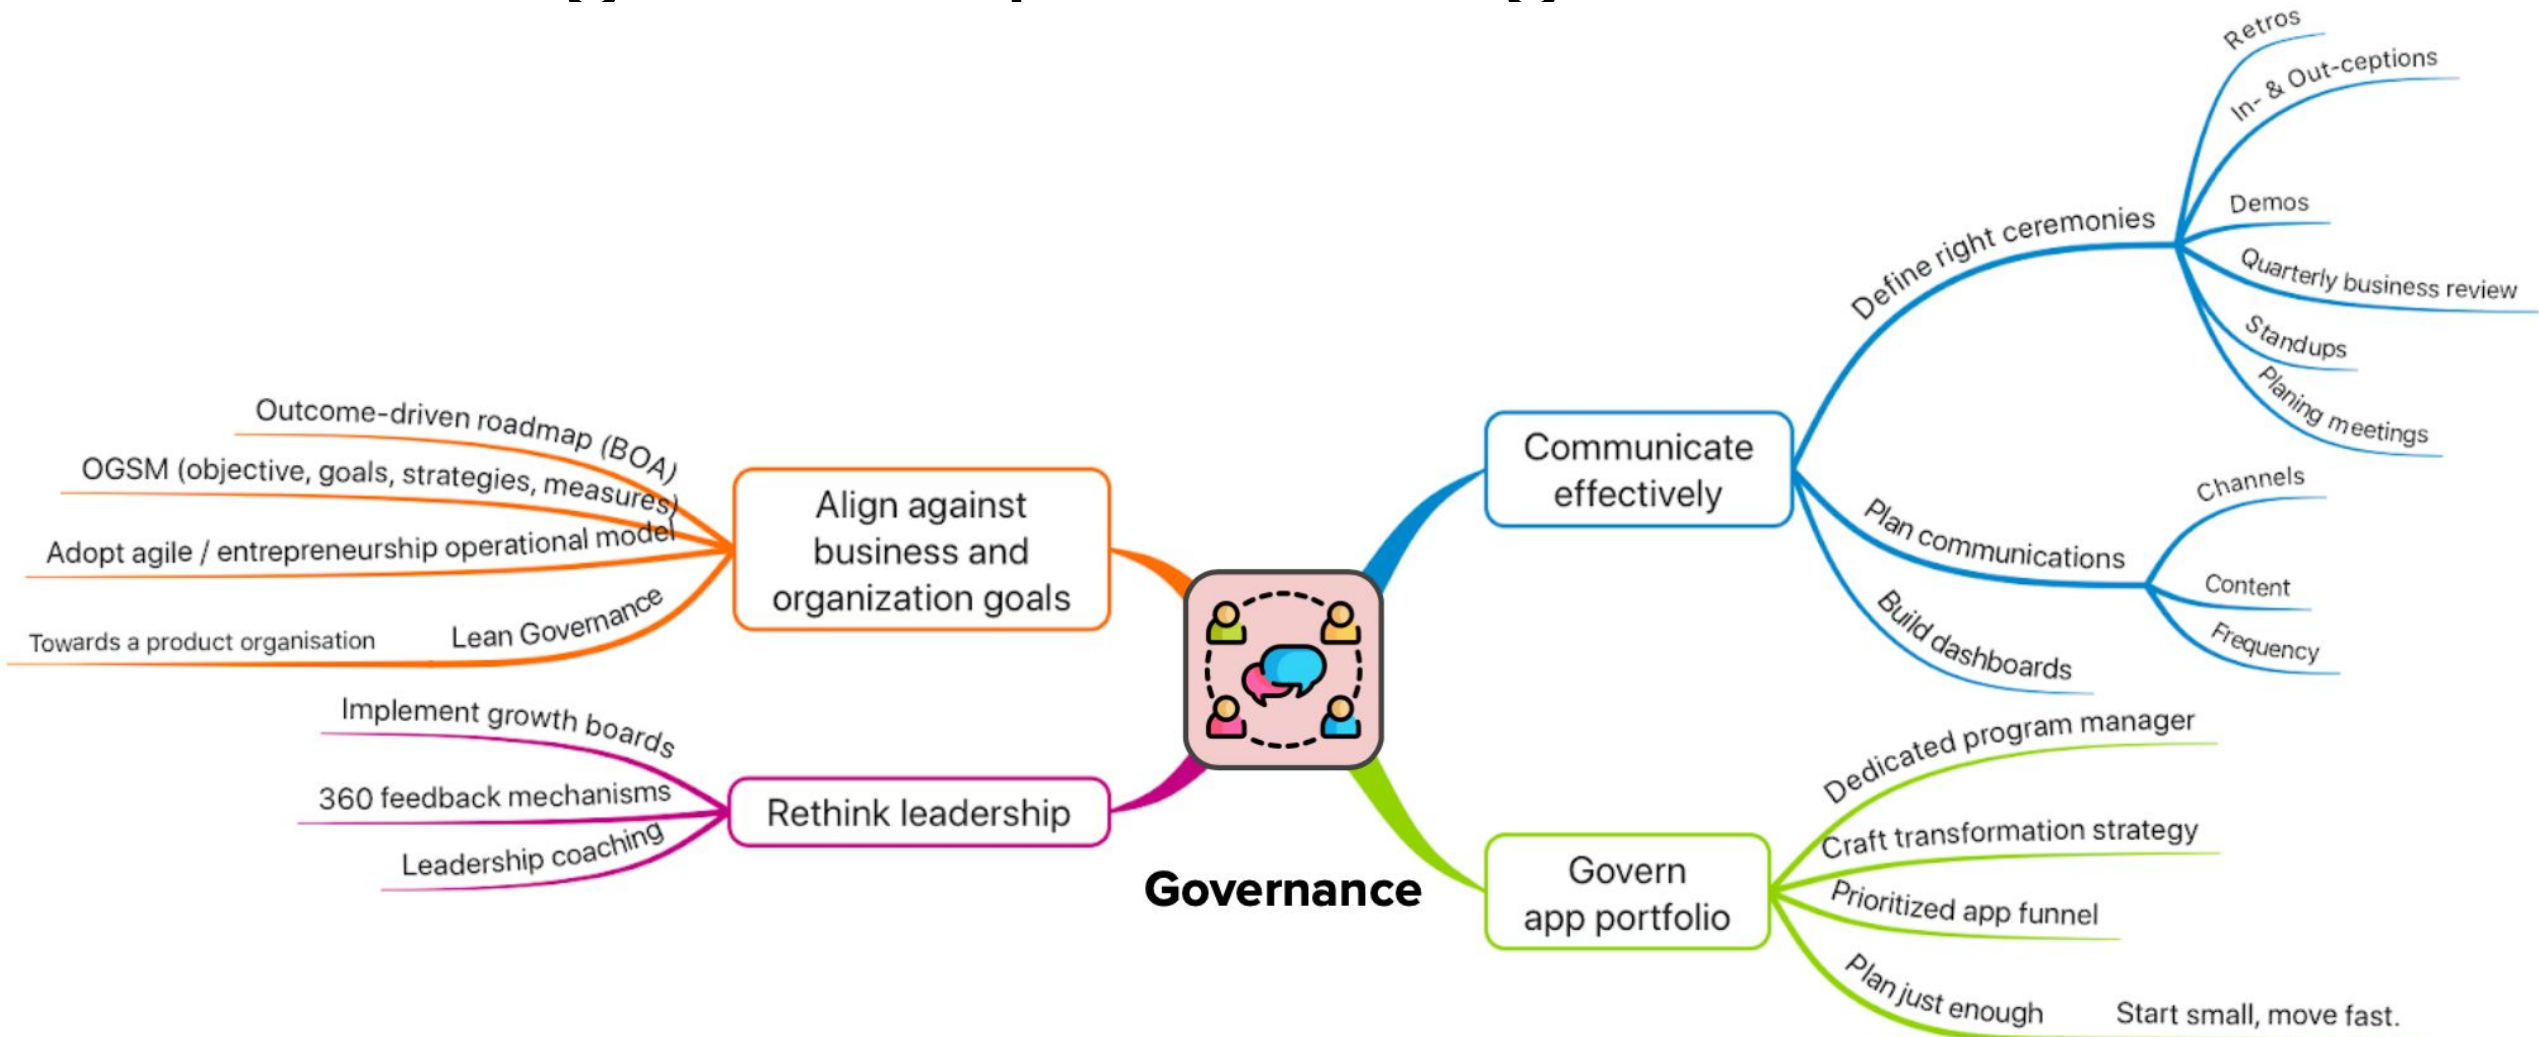 Outcome-driven roadmap (BOA)
OGSM (objective, goals, strategies, measures)
Adopt agile / entrepreneurship operational model
Lean Governance
Towards a product organisation
Align against
business and
organization goals
Implement growth boards
360 feedback mechanisms
Leadership coaching
Rethink leadership
Governance
Communicate
effectively
Define right ceremonies
Retros
In- & Out-ceptions
Demos
Quarterly business review
Standups
Planing meetings
Plan communications
Channels
Content
Frequency
Build dashboards
Govern
app portfolio
Dedicated program manager
Craft transformation strategy
Prioritized app funnel
Plan just enough
Start small, move fast.